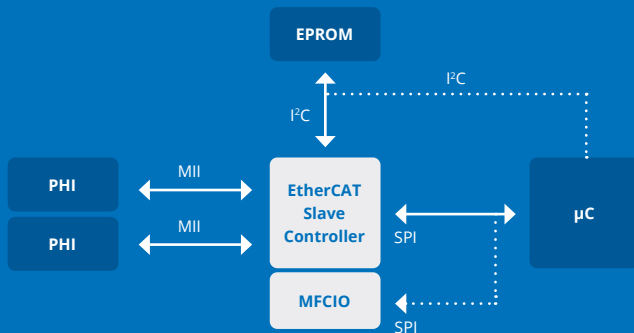 EPROM
I²C
I²C
PHI
MII
EtherCAT
Slave
Controller
SPI
µC
PHI
MII
MFCIO
SPI